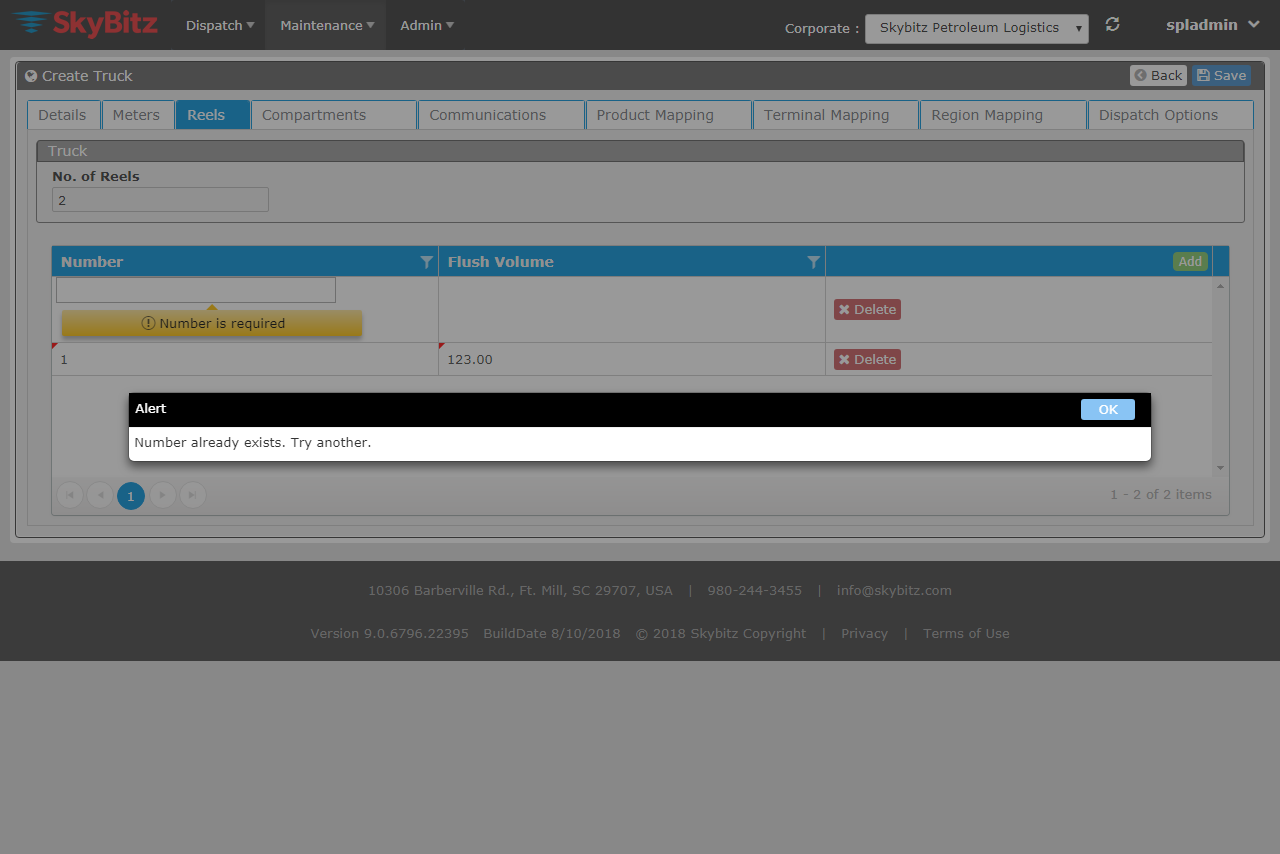 SkyBitz Dispatch Maintenance Admin Corporate : Skybitz Petroleum Logistics spladmin
Create Truck Back Save
Details Meters Reels Compartments Communications Product Mapping Terminal Mapping Region Mapping Dispatch Options
Truck
No. of Reels
2
Number Flush Volume Add
Delete
Number is required
1 123.00 Delete
Alert OK
Number already exists. Try another.
1 1 - 2 of 2 items
10306 Barberville Rd., Ft. Mill, SC 29707, USA | 980-244-3455 | info@skybitz.com
Version 9.0.6796.22395 BuildDate 8/10/2018 © 2018 Skybitz Copyright | Privacy | Terms of Use